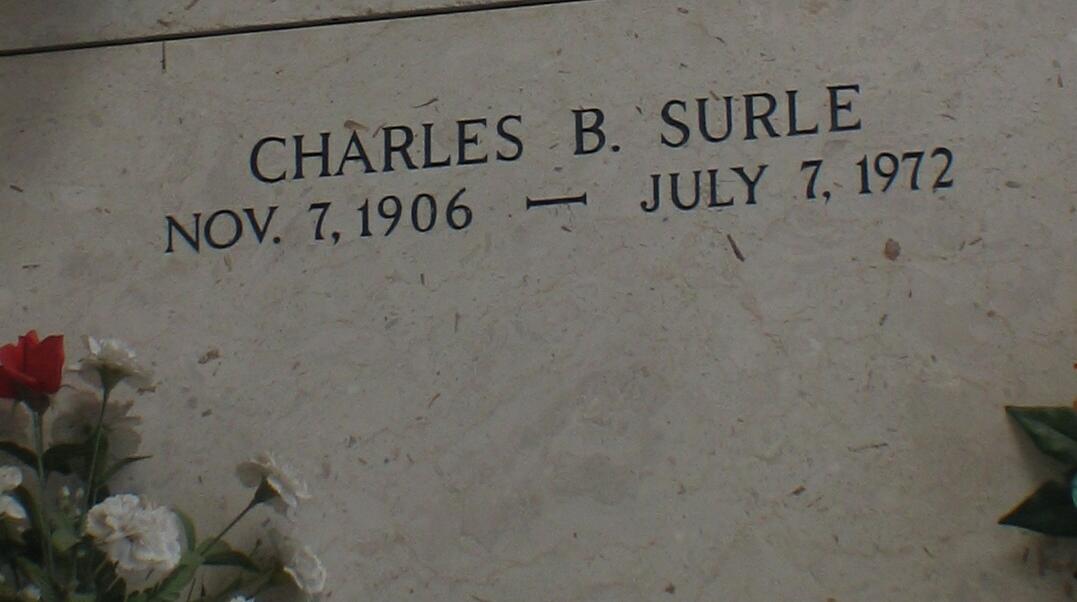 CHARLES B. SURLE
NOV. 7, 1906 — JULY 7, 1972